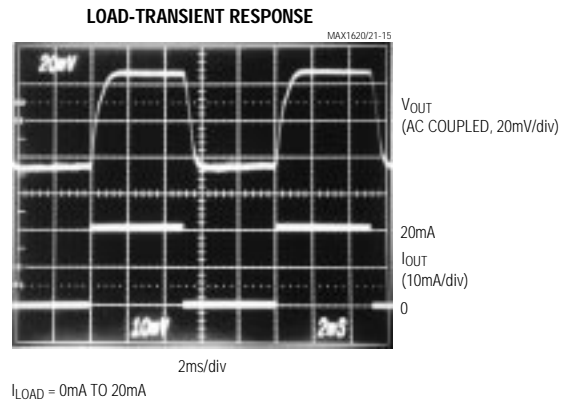 LOAD-TRANSIENT RESPONSE
MAX1620/21-15
20mV
VOUT
(AC COUPLED, 20mV/div)
20mA
IOUT
(10mA/div)
0
10mV
2mS
2ms/div
ILOAD = 0mA TO 20mA